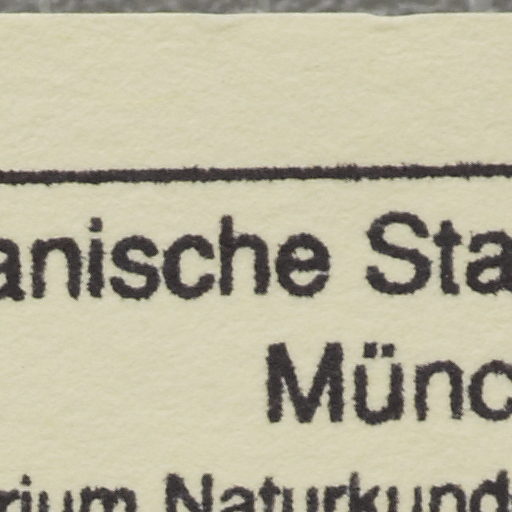 anische Sta
Münc
rium Naturkund